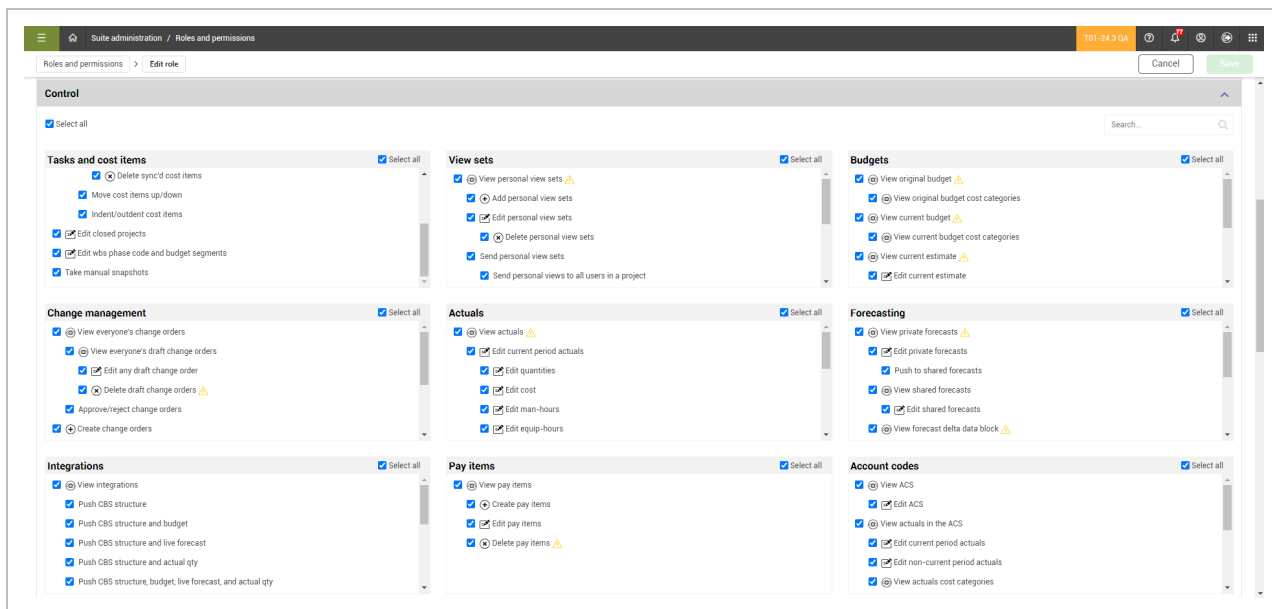 Suite administration / Roles and permissions
T01-24.3 QA
77
Roles and permissions > Edit role
Cancel
Save
Control
Select all
Search...
Tasks and cost items
Select all
Delete sync'd cost items
Move cost items up/down
Indent/outdent cost items
Edit closed projects
Edit wbs phase code and budget segments
Take manual snapshots
View sets
Select all
View personal view sets
Add personal view sets
Edit personal view sets
Delete personal view sets
Send personal view sets
Send personal views to all users in a project
Budgets
Select all
View original budget
View original budget cost categories
View current budget
View current budget cost categories
View current estimate
Edit current estimate
Change management
Select all
View everyone's change orders
View everyone's draft change orders
Edit any draft change order
Delete draft change orders
Approve/reject change orders
Create change orders
Actuals
Select all
View actuals
Edit current period actuals
Edit quantities
Edit cost
Edit man-hours
Edit equip-hours
Forecasting
Select all
View private forecasts
Edit private forecasts
Push to shared forecasts
View shared forecasts
Edit shared forecasts
View forecast delta data block
Integrations
Select all
View integrations
Push CBS structure
Push CBS structure and budget
Push CBS structure and live forecast
Push CBS structure and actual qty
Push CBS structure, budget, live forecast, and actual qty
Pay items
Select all
View pay items
Create pay items
Edit pay items
Delete pay items
Account codes
Select all
View ACS
Edit ACS
View actuals in the ACS
Edit current period actuals
Edit non-current period actuals
View actuals cost categories